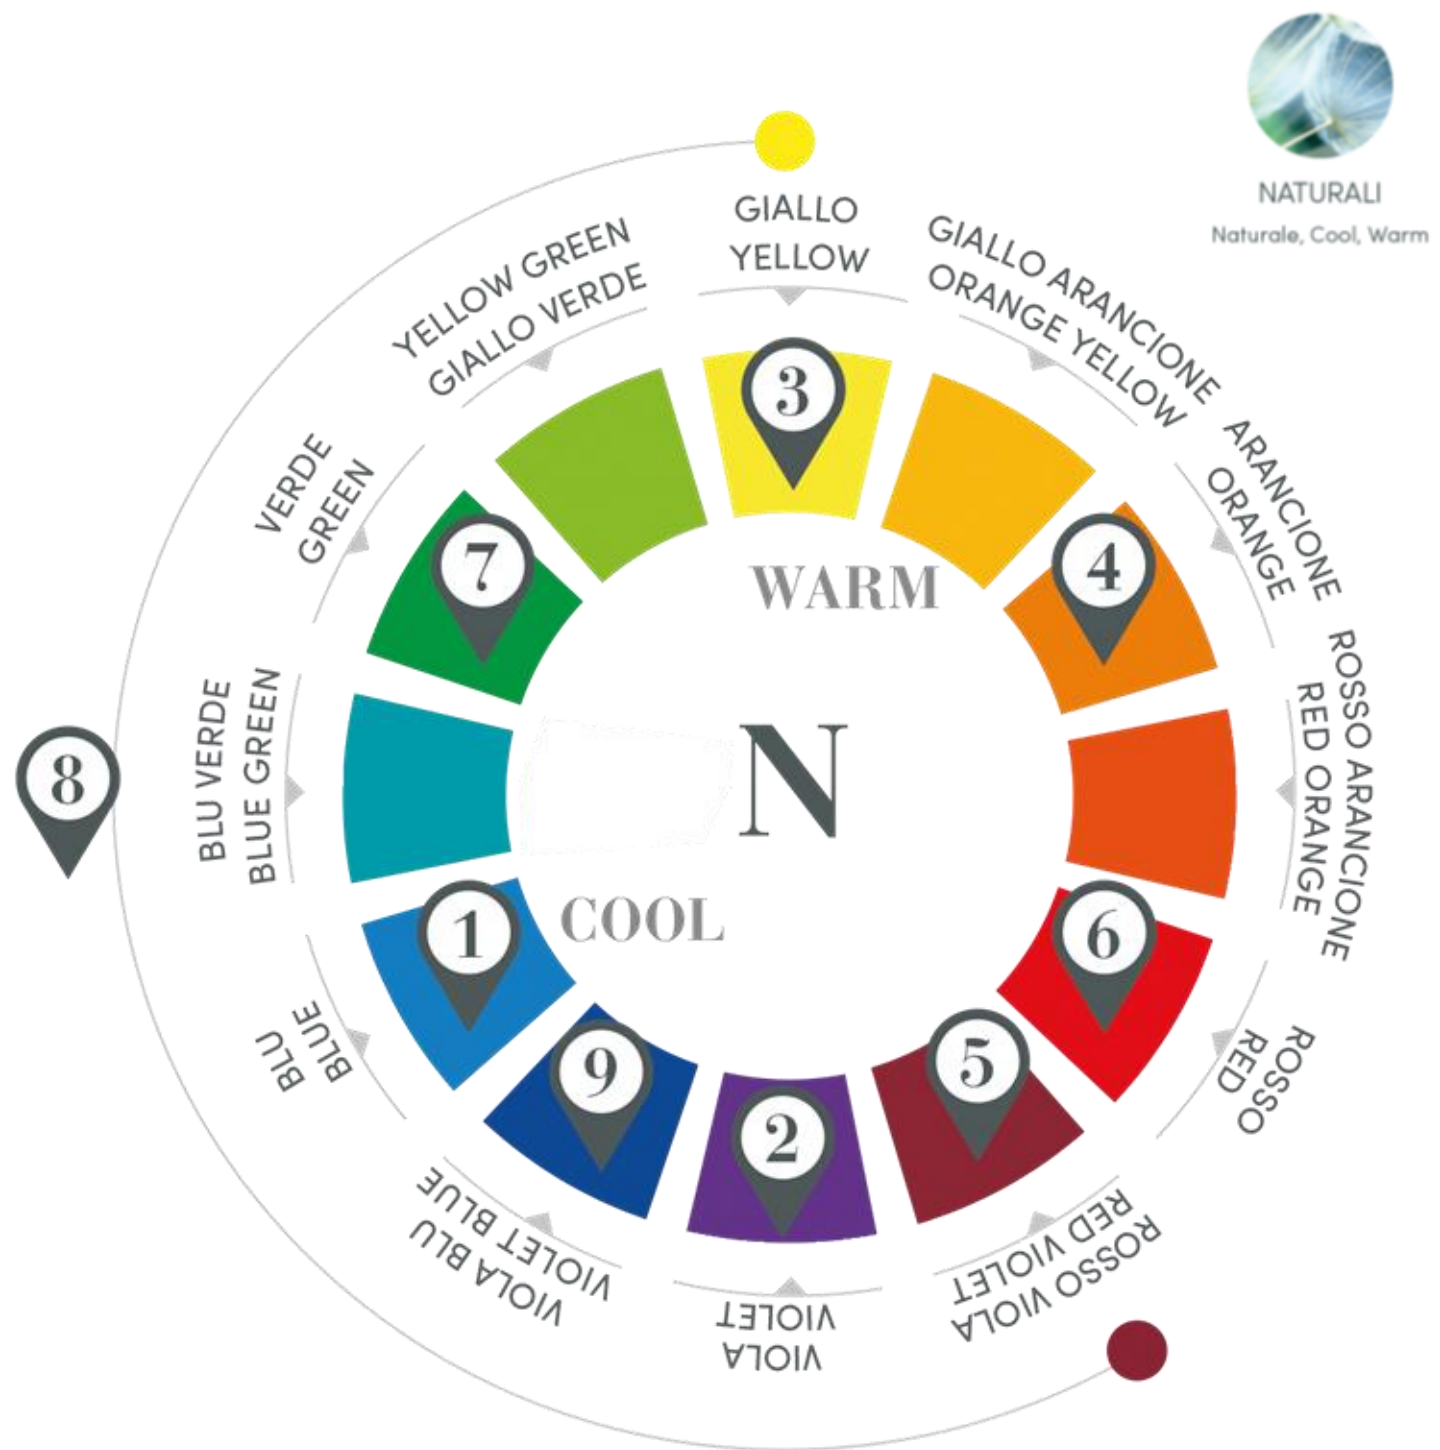 NATURALI
Naturale, Cool, Warm
GIALLO
YELLOW
GIALLO ARANCIONE
ORANGE YELLOW
ARANCIONE
ORANGE
ROSSO ARANCIONE
RED ORANGE
ROSSO
RED
RED VIOLET
ROSSO VIOLA
VIOLET
VIOLA
VIOLET BLUE
VIOLA BLU
BLU
BLUE
BLU VERDE
BLUE GREEN
VERDE
GREEN
YELLOW GREEN
GIALLO VERDE
3
4
6
5
2
9
1
8
7
WARM
N
COOL